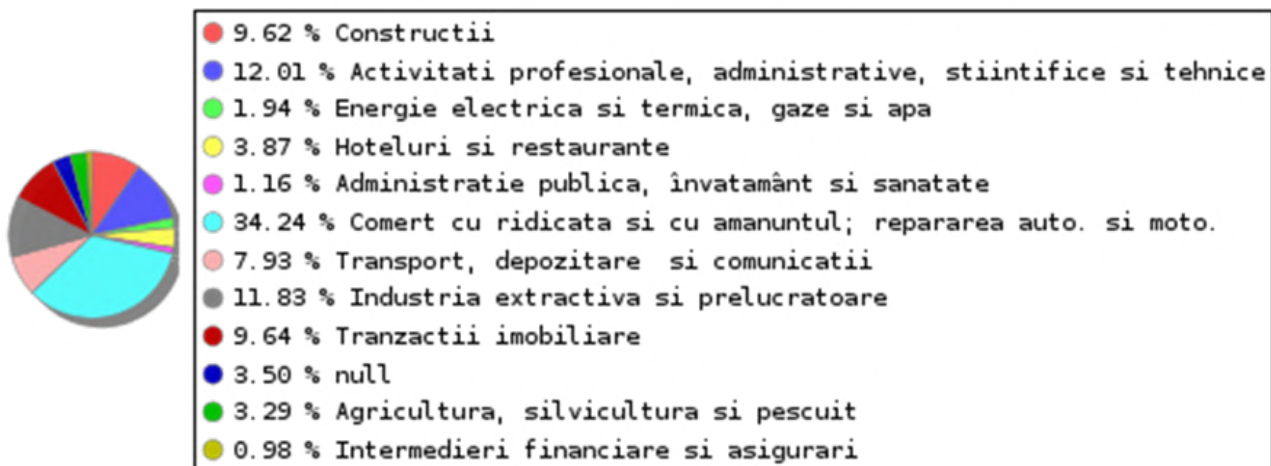 9.62 % Constructii
12.01 % Activitati profesionale, administrative, stiintifice si tehnice
1.94 % Energie electrica si termica, gaze si apa
3.87 % Hoteluri si restaurante
1.16 % Administratie publica, învatamânt si sanatate
34.24 % Comert cu ridicata si cu amanuntul; repararea auto. si moto.
7.93 % Transport, depozitare  si comunicatii
11.83 % Industria extractiva si prelucratoare
9.64 % Tranzactii imobiliare
3.50 % null
3.29 % Agricultura, silvicultura si pescuit
0.98 % Intermedieri financiare si asigurari